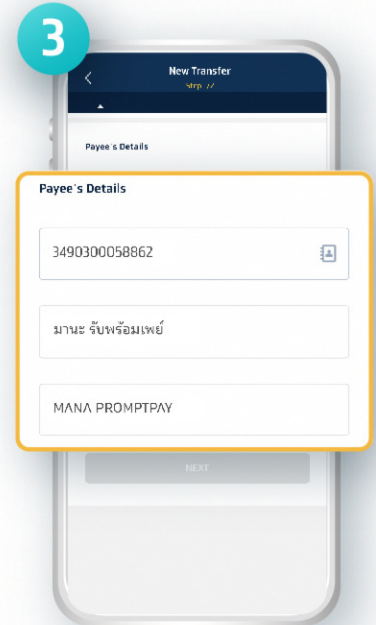 3
New Transfer
Payee's Details
Payee's Details
3490300058862
มานะ รับพร้อมเพย์
MANA PROMPTPAY
NEXT